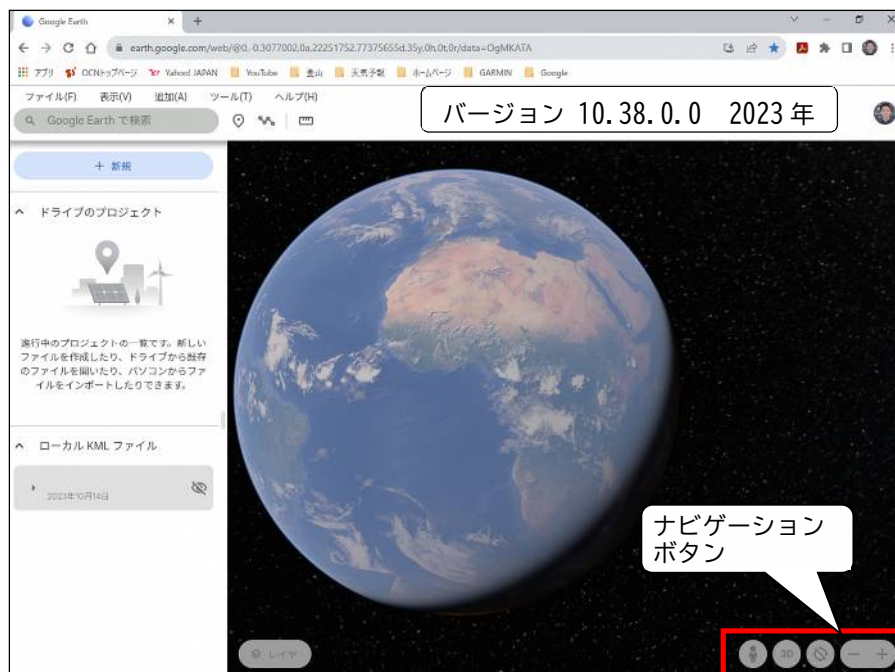 Google Earth
earth.google.com/web/@0,-0.3077002,0a,22251752.77375655d,35y,0h,0t,0r/data=OgMKATA
アプリ OCNトップページ Yahoo! JAPAN YouTube 登山 天気予報 ホームページ GARMIN Google
ファイル(F) 表示(V) 追加(A) ツール(T) ヘルプ(H)
Google Earth で検索
バージョン 10.38.0.0 2023 年
+ 新規
ドライブのプロジェクト
進行中のプロジェクトの一覧です。新しい
ファイルを作成したり、ドライブから既存
のファイルを開いたり、パソコンからファ
イルをインポートしたりできます。
ローカル KML ファイル
2023年10月14日
ナビゲーション
ボタン
レイヤ
3D